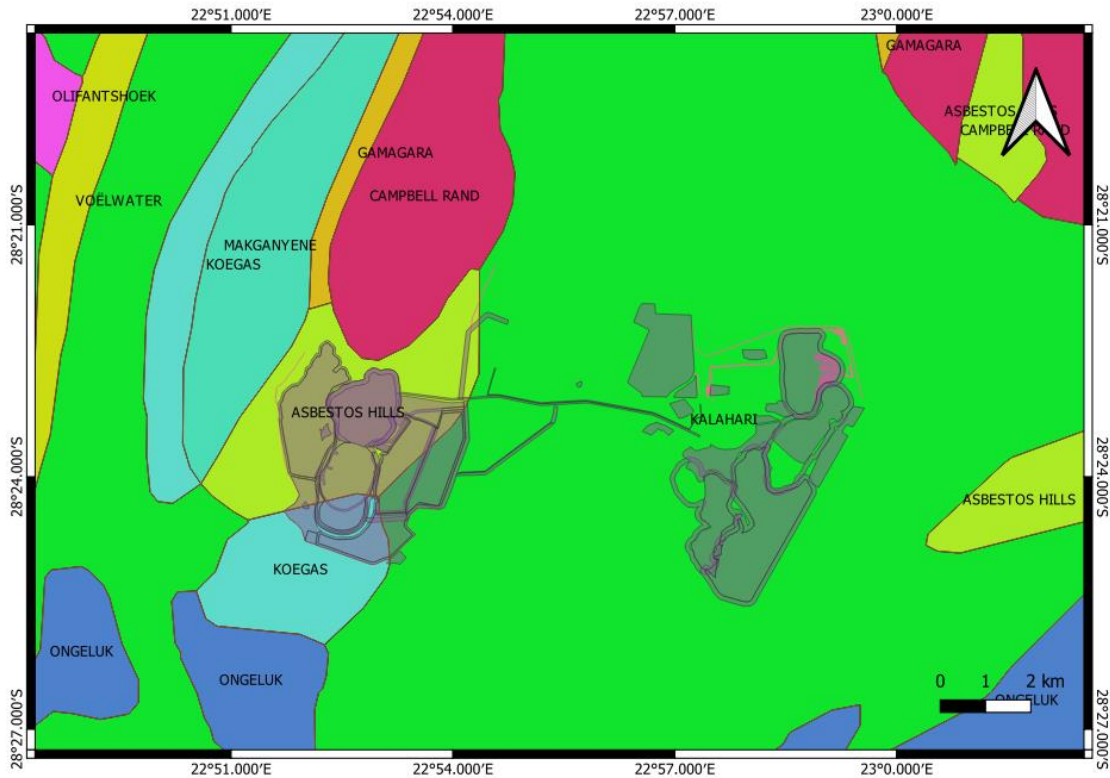 22°51.000'E 22°54.000'E 22°57.000'E 23°0.000'E
GAMAGARA
OLIFANTSHOEK
ASBESTOS HILLS
CAMPBELL RAND
GAMAGARA
CAMPBELL RAND
VOËLWATER
28°21.000'S 28°21.000'S
MAKGANYENE
KOEGAS
ASBESTOS HILLS
KALAHARI
28°24.000'S 28°24.000'S
ASBESTOS HILLS
KOEGAS
ONGELUK
ONGELUK
0 1 2 km
ONGELUK
28°27.000'S 28°27.000'S
22°51.000'E 22°54.000'E 22°57.000'E 23°0.000'E